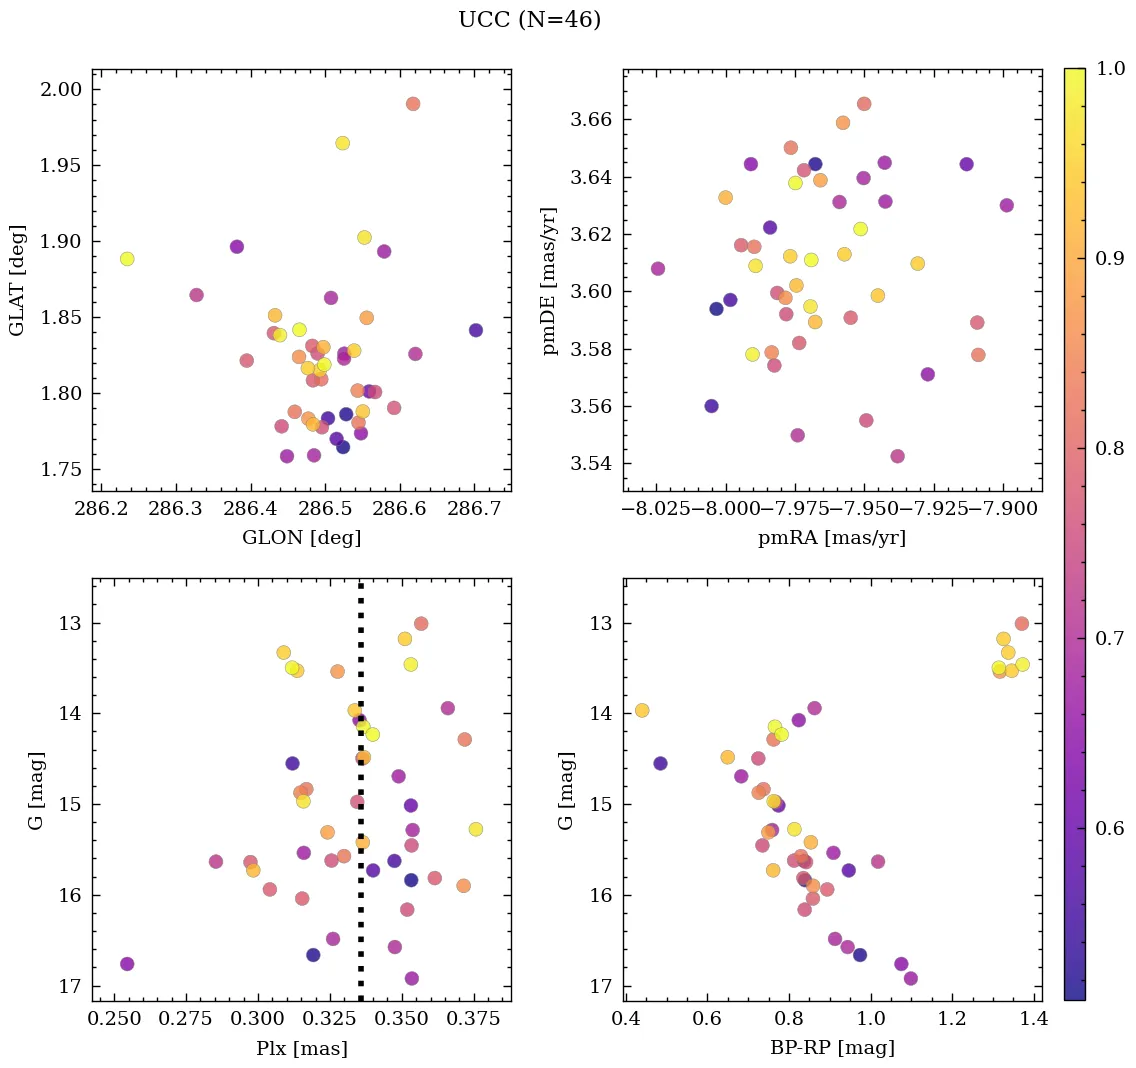 UCC (N=46)
2.00
1.95
1.90
1.85
1.80
1.75
GLAT [deg]
286.2 286.3 286.4 286.5 286.6 286.7
GLON [deg]
3.66
3.64
3.62
3.60
3.58
3.56
3.54
pmDE [mas/yr]
−8.025 −8.000 −7.975 −7.950 −7.925 −7.900
pmRA [mas/yr]
13
14
15
16
17
G [mag]
0.250 0.275 0.300 0.325 0.350 0.375
Plx [mas]
13
14
15
16
17
G [mag]
0.4 0.6 0.8 1.0 1.2 1.4
BP-RP [mag]
1.0
0.9
0.8
0.7
0.6